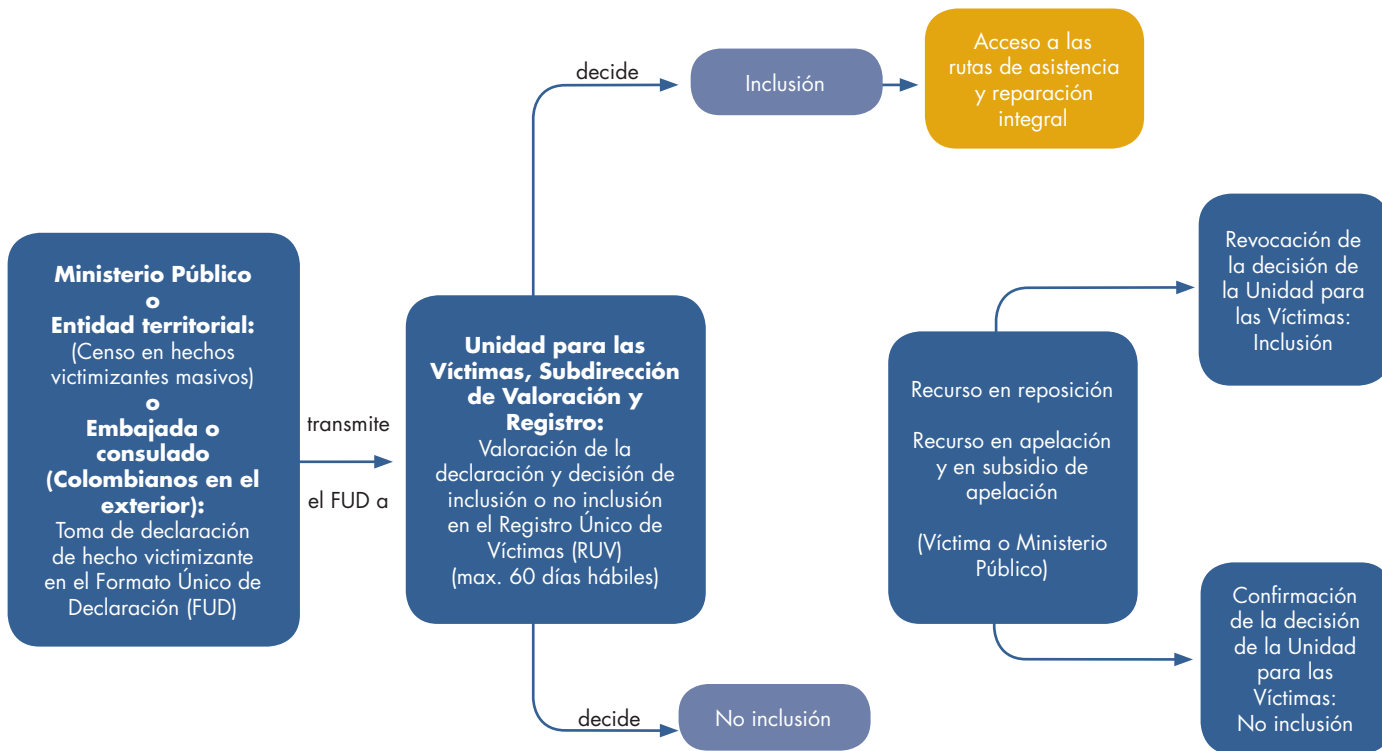 Ministerio Público
o
Entidad territorial:
(Censo en hechos
victimizantes masivos)
o
Embajada o
consulado
(Colombianos en el
exterior):
Toma de declaración
de hecho victimizante
en el Formato Único de
Declaración (FUD)
transmite
el FUD a
Unidad para las
Víctimas, Subdirección
de Valoración y
Registro:
Valoración de la
declaración y decisión de
inclusión o no inclusión
en el Registro Único de
Víctimas (RUV)
(max. 60 días hábiles)
decide
Inclusión
Acceso a las
rutas de asistencia
y reparación
integral
decide
No inclusión
Recurso en reposición
Recurso en apelación
y en subsidio de
apelación
(Víctima o Ministerio
Público)
Revocación de
la decisión de
la Unidad para
las Víctimas:
Inclusión
Confirmación
de la decisión
de la Unidad
para las
Víctimas:
No inclusión